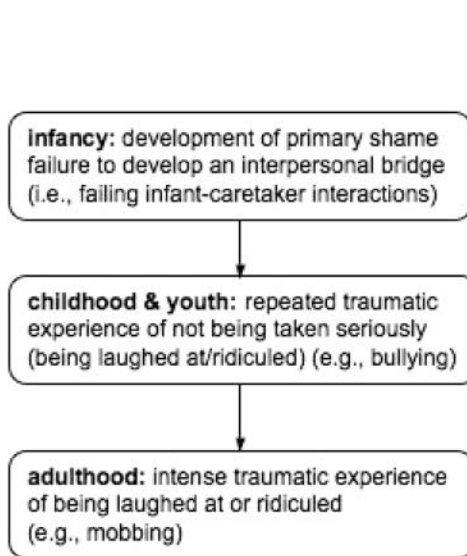 infancy: development of primary shame
failure to develop an interpersonal bridge
(i.e., failing infant-caretaker interactions)
childhood & youth: repeated traumatic
experience of not being taken seriously
(being laughed at/ridiculed) (e.g., bullying)
adulthood: intense traumatic experience
of being laughed at or ridiculed
(e.g., mobbing)